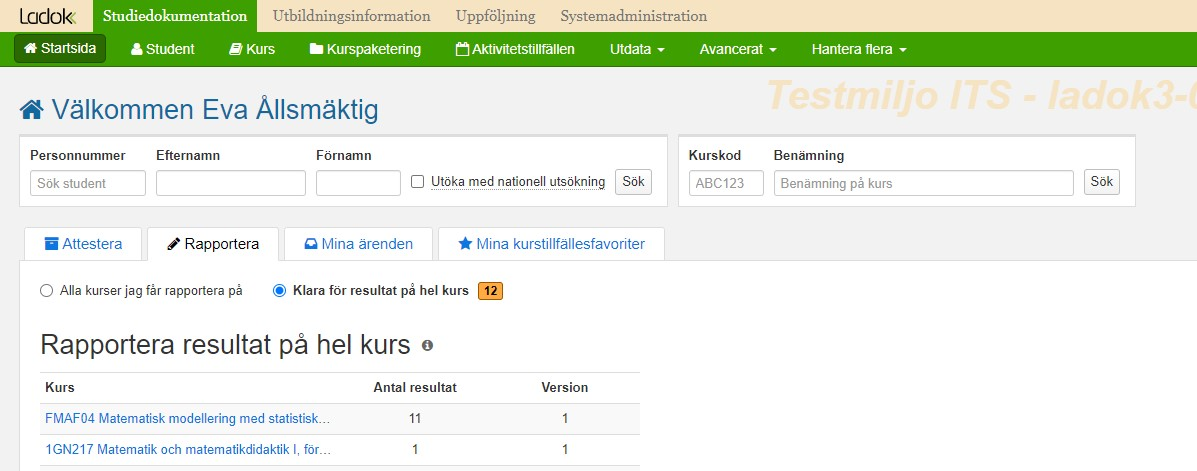 Ladok Studiedokumentation Utbildningsinformation Uppföljning Systemadministration
Startsida Student Kurs Kurspaketering Aktivitetstillfällen Utdata Avancerat Hantera flera
Testmiljo ITS - ladok3-
Välkommen Eva Ållsmäktig
Personnummer Efternamn Förnamn Kurskod Benämning
Sök student Utöka med nationell utsökning Sök ABC123 Benämning på kurs Sök
Attestera Rapportera Mina ärenden Mina kurstillfällesfavoriter
Alla kurser jag får rapportera på Klara för resultat på hel kurs 12
Rapportera resultat på hel kurs
Kurs Antal resultat Version
FMAF04 Matematisk modellering med statistisk… 11 1
1GN217 Matematik och matematikdidaktik I, för… 1 1